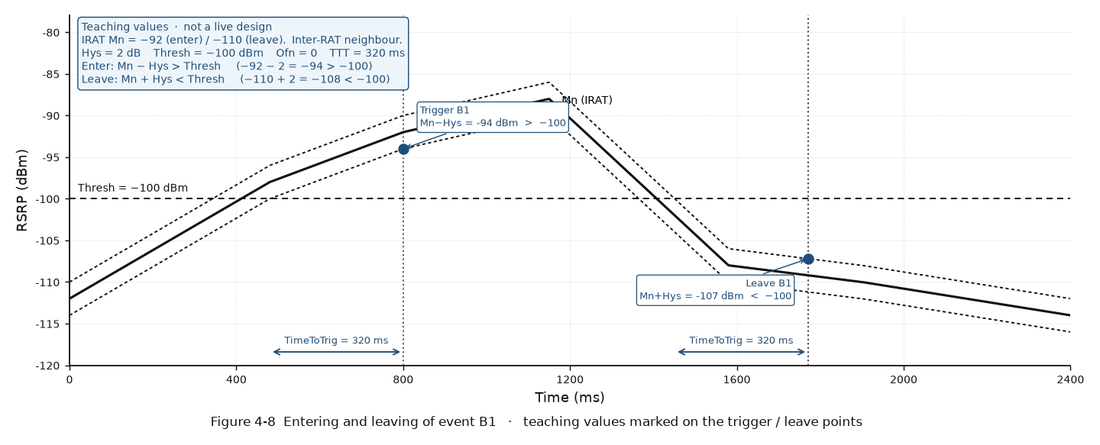 Teaching values · not a live design
IRAT Mn = −92 (enter) / −110 (leave). Inter-RAT neighbour.
Hys = 2 dB Thresh = −100 dBm Ofn = 0 TTT = 320 ms
Enter: Mn − Hys > Thresh (−92 − 2 = −94 > −100)
Leave: Mn + Hys < Thresh (−110 + 2 = −108 < −100)
-80
-85
-90
-95
-100
-105
-110
-115
-120
RSRP (dBm)
Mn (IRAT)
Trigger B1
Mn−Hys = -94 dBm > −100
Thresh = −100 dBm
Leave B1
Mn+Hys = -107 dBm < −100
TimeToTrig = 320 ms
TimeToTrig = 320 ms
0 400 800 1200 1600 2000 2400
Time (ms)
Figure 4-8 Entering and leaving of event B1 · teaching values marked on the trigger / leave points